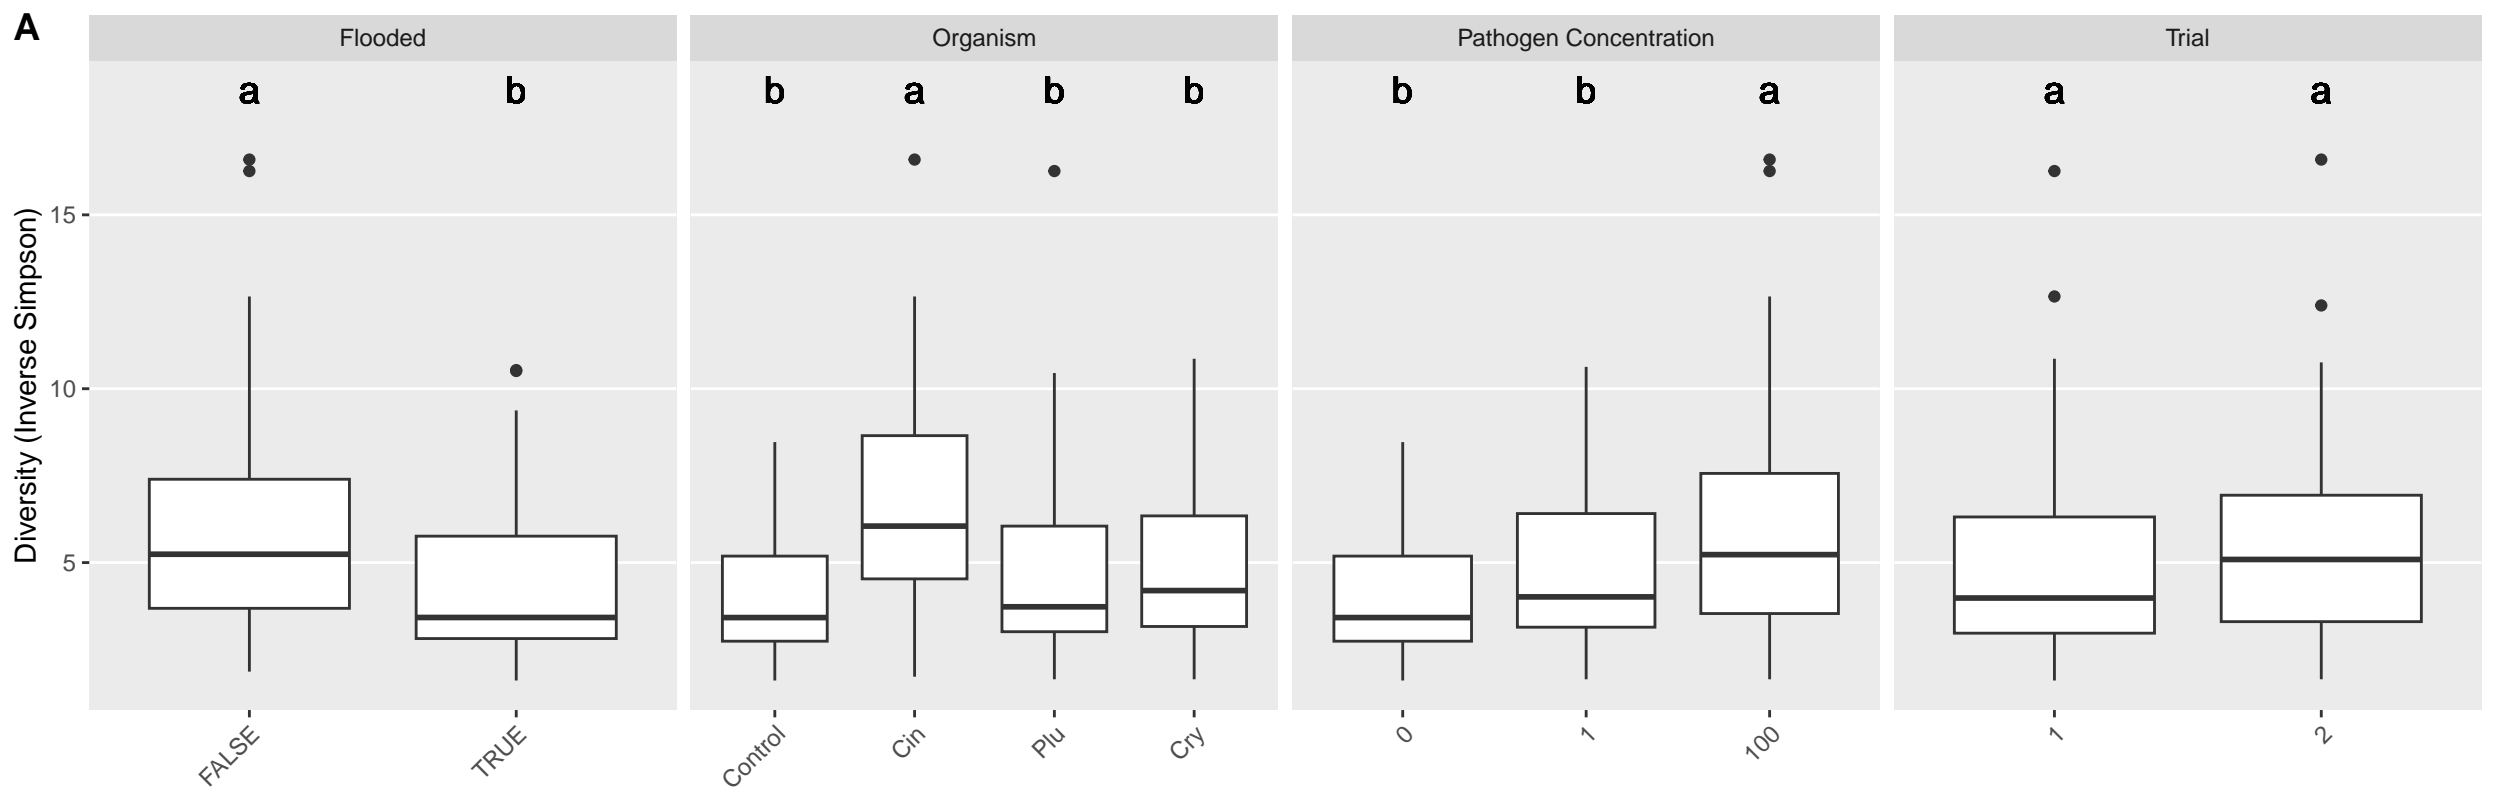 A
Flooded
Organism
Pathogen Concentration
Trial
a b
b a b b
b b a
a a
Diversity (Inverse Simpson)
15
10
5
FALSE TRUE
Control Cin Plu Cry
0 1 100
1 2